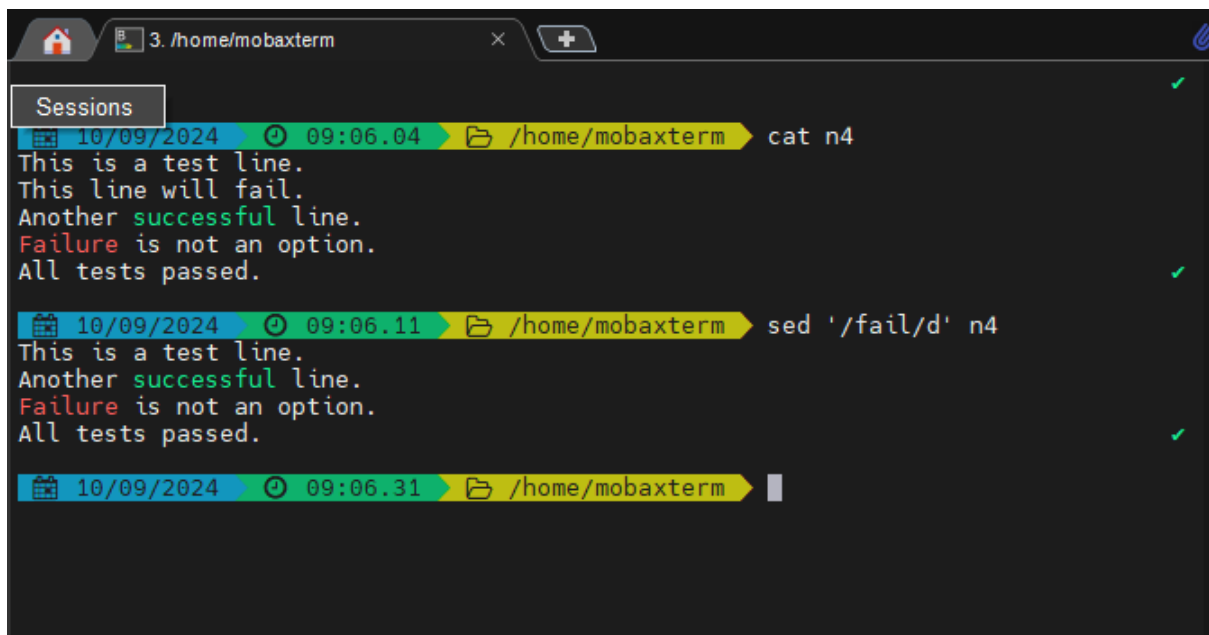 3. /home/mobaxterm
Sessions
10/09/2024 09:06.04 /home/mobaxterm cat n4
This is a test line.
This line will fail.
Another successful line.
Failure is not an option.
All tests passed.
10/09/2024 09:06.11 /home/mobaxterm sed '/fail/d' n4
This is a test line.
Another successful line.
Failure is not an option.
All tests passed.
10/09/2024 09:06.31 /home/mobaxterm